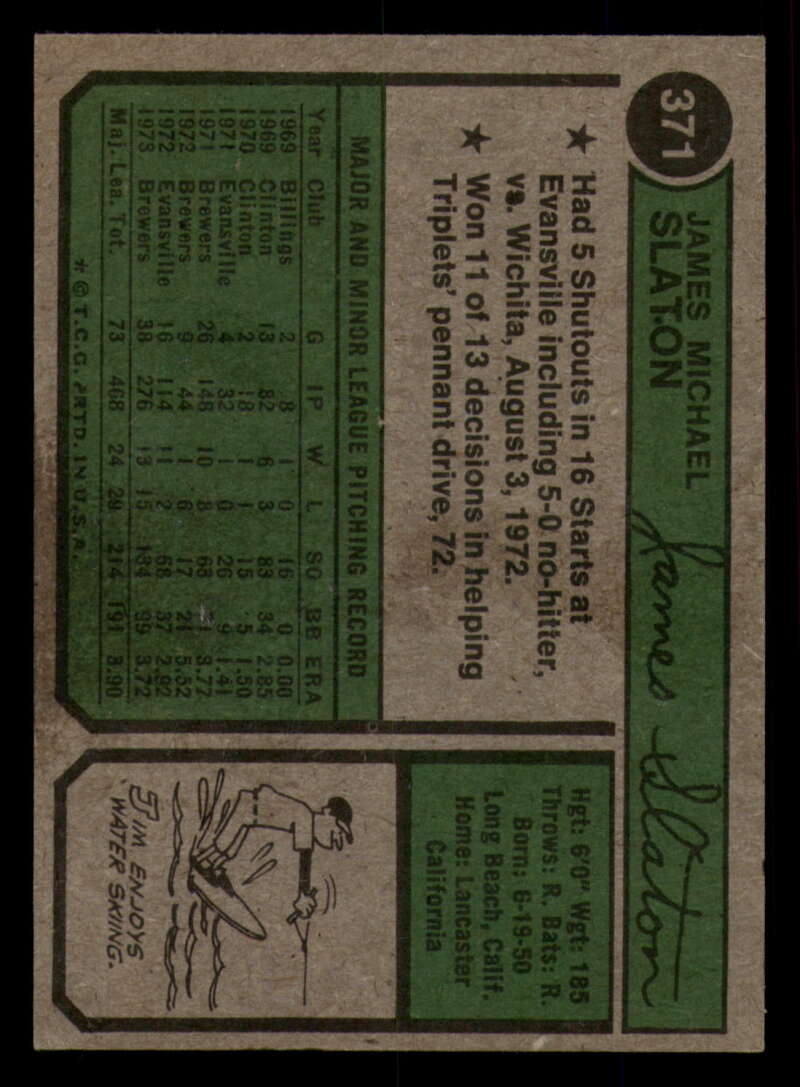 371
JAMES MICHAEL
SLATON
James Slaton
★ Had 5 Shutouts in 16 Starts at
Evansville including 5-0 no-hitter,
vs. Wichita, August 3, 1972.
★ Won 11 of 13 decisions in helping
Triplets' pennant drive, 72.
MAJOR AND MINOR LEAGUE PITCHING RECORD
Year Club G IP W L SO BB ERA
1969 Billings 2 8 1 0 16 0 0.00
1969 Clinton 13 82 6 3 83 34 2.85
1970 Clinton 2 18 1 1 15 5 1.50
1971 Evansville 4 32 1 0 26 9 1.41
1971 Brewers 26 148 10 8 68 71 3.77
1972 Brewers 9 44 1 6 17 21 5.52
1972 Evansville 16 114 11 2 68 37 2.92
1973 Brewers 38 276 13 15 184 99 3.72
Maj. Lea. Tot. 73 468 24 29 214 191 3.90
* © T.C.G. PRTD. IN U.S.A.
Hgt: 6'0" Wgt: 185
Throws: R. Bats: R.
Born: 6-19-50
Long Beach, Calif.
Home: Lancaster
California
JIM ENJOYS
WATER SKIING.